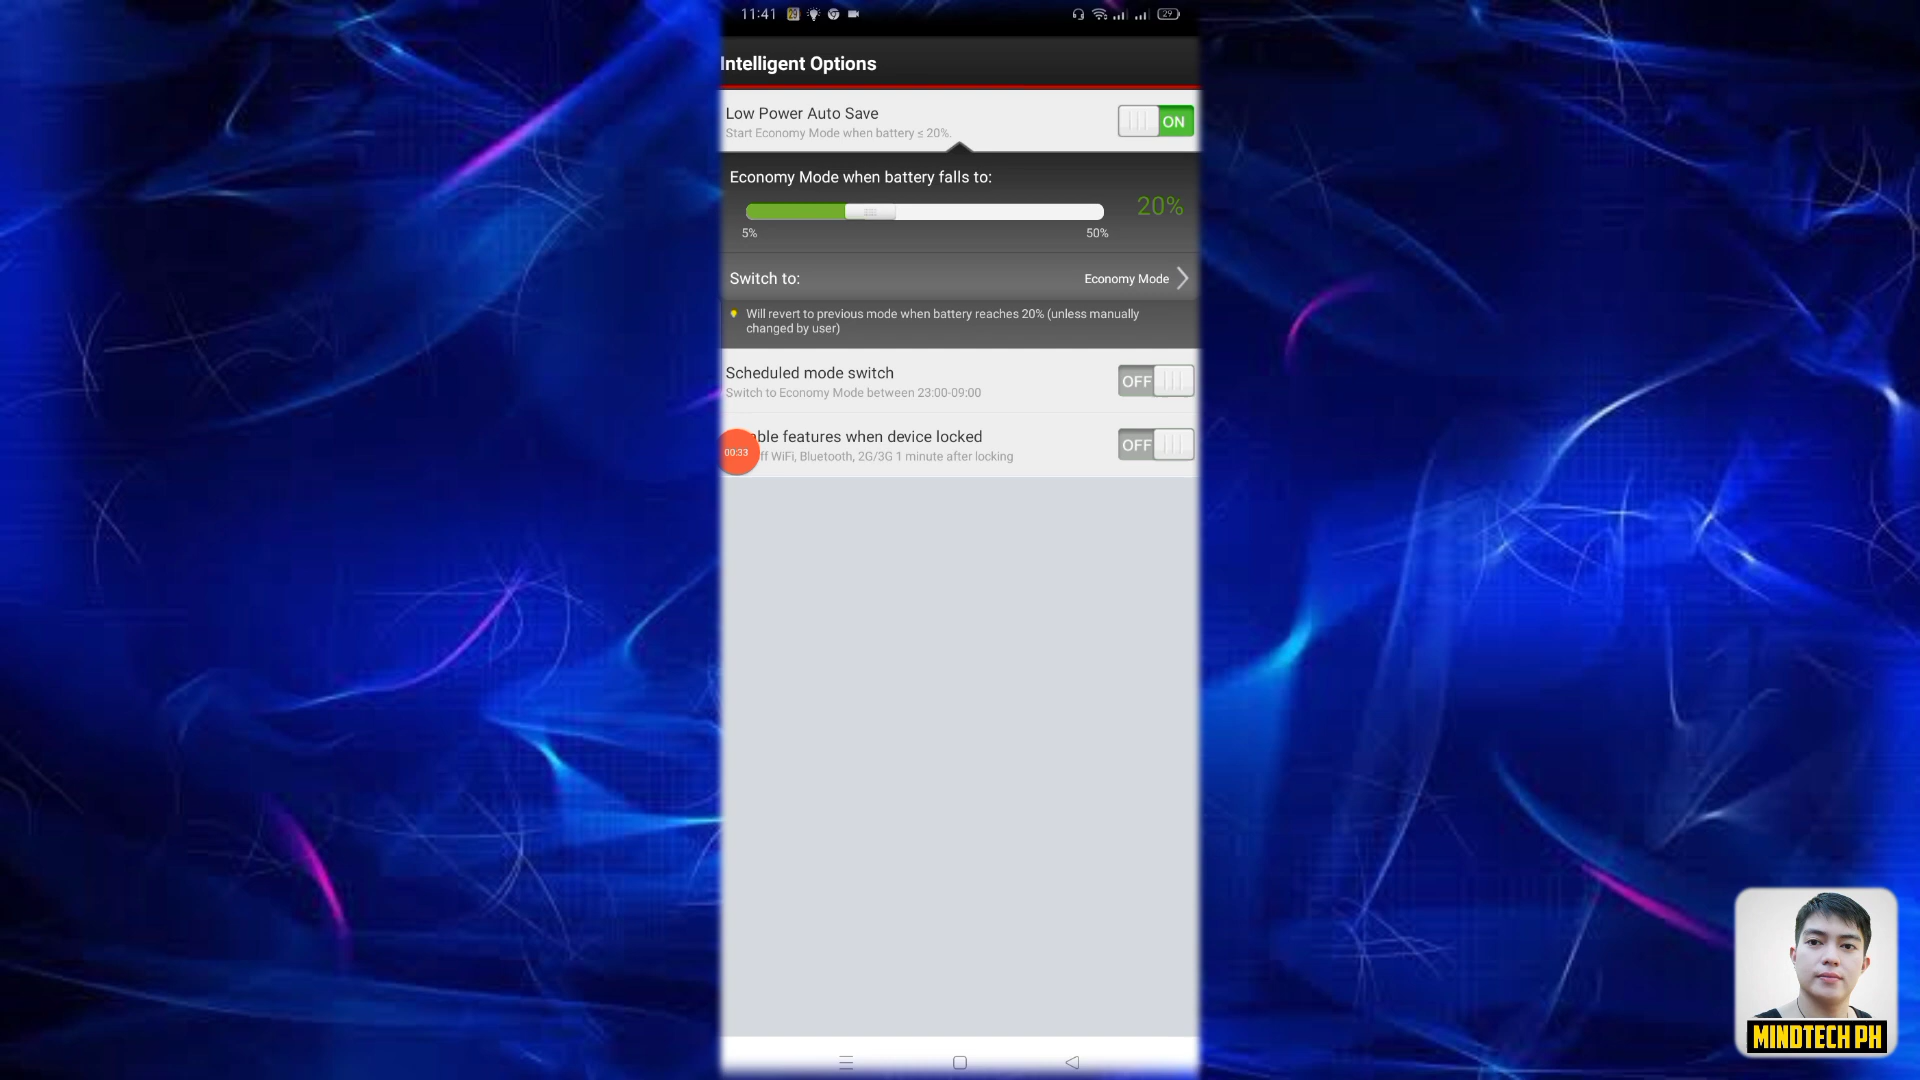 11:41
29
Intelligent Options
Low Power Auto Save
Start Economy Mode when battery ≤ 20%.
ON
Economy Mode when battery falls to:
20%
5%
50%
Switch to:
Economy Mode
Will revert to previous mode when battery reaches 20% (unless manually
changed by user)
Scheduled mode switch
Switch to Economy Mode between 23:00-09:00
OFF
features when device locked
00:33
WiFi, Bluetooth, 2G/3G 1 minute after locking
OFF
MINDTECH PH